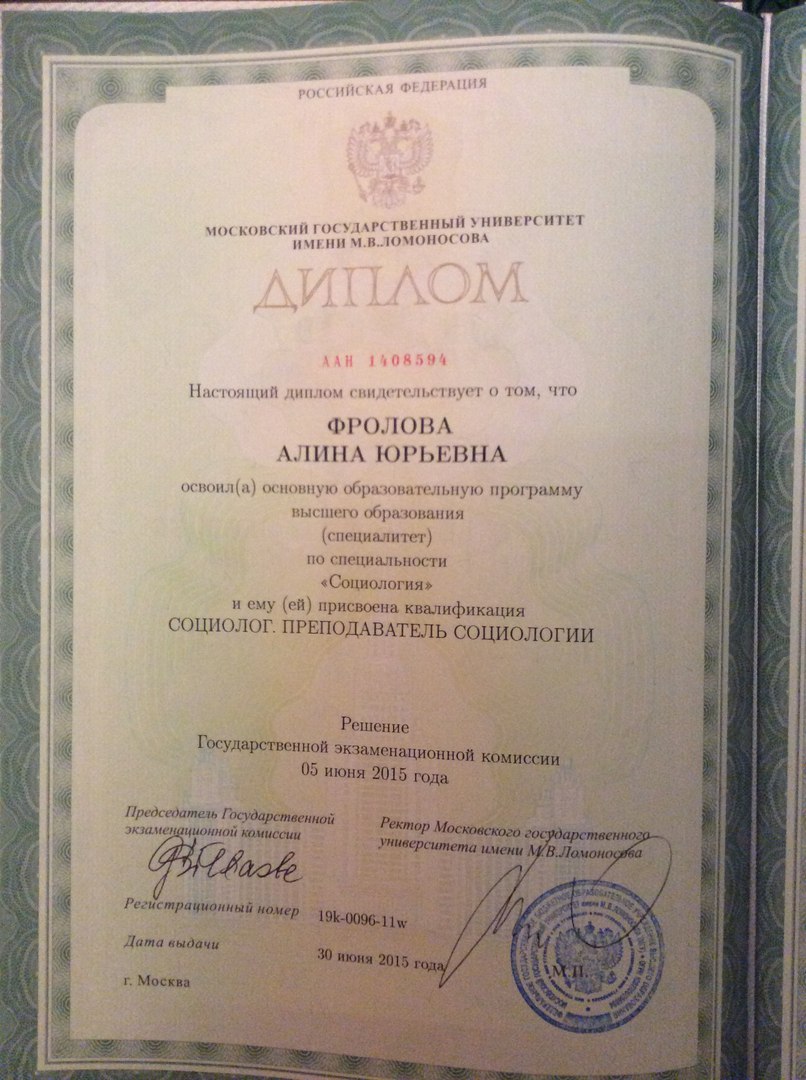 РОССИЙСКАЯ ФЕДЕРАЦИЯ
МОСКОВСКИЙ ГОСУДАРСТВЕННЫЙ УНИВЕРСИТЕТ
ИМЕНИ М.В.ЛОМОНОСОВА
ДИПЛОМ
ААН 1408594
Настоящий диплом свидетельствует о том, что
ФРОЛОВА
АЛИНА ЮРЬЕВНА
освоил(а) основную образовательную программу
высшего образования
(специалитет)
по специальности
«Социология»
и ему (ей) присвоена квалификация
СОЦИОЛОГ. ПРЕПОДАВАТЕЛЬ СОЦИОЛОГИИ
Решение
Государственной экзаменационной комиссии
05 июня 2015 года
Председатель Государственной
экзаменационной комиссии
Ректор Московского государственного
университета имени М.В.Ломоносова
Регистрационный номер 19k-0096-11w
Дата выдачи 30 июня 2015 года
М.П.
г. Москва